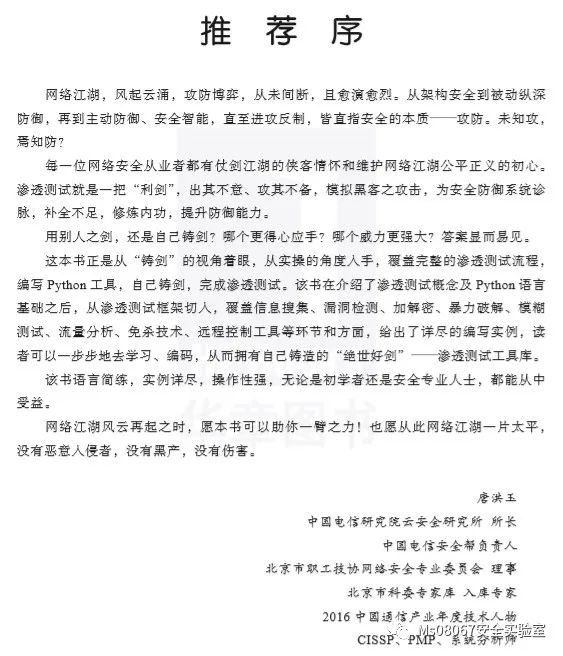 推 荐 序
网络江湖，风起云涌，攻防博弈，从未间断，且愈演愈烈。从架构安全到被动纵深
防御，再到主动防御、安全智能，直至进攻反制，皆直指安全的本质——攻防。未知攻，
焉知防？
每一位网络安全从业者都有仗剑江湖的侠客情怀和维护网络江湖公平正义的初心。
渗透测试就是一把“利剑”，出其不意、攻其不备，模拟黑客之攻击，为安全防御系统诊
脉，补全不足，修炼内功，提升防御能力。
用别人之剑，还是自己铸剑？哪个更得心应手？哪个威力更强大？答案显而易见。
这本书正是从“铸剑”的视角着眼，从实操的角度人手，覆盖完整的渗透测试流程，
编写 Python 工具，自己铸剑，完成渗透测试。该书在介绍了渗透测试概念及 Python 语言
基础之后，从渗透测试框架切人，覆盖信息搜集、漏洞检测、加解密、暴力破解、模糊
测试、流量分析、免杀技术、远程控制工具等环节和方面，给出了详尽的编写实例，读
者可以一步步地去学习、编码，从而拥有自己铸造的“绝世好剑”——渗透测试工具库。
该书语言简练，实例详尽，操作性强，无论是初学者还是安全专业人士，都能从中
受益。
网络江湖风云再起之时，愿本书可以助你一臂之力！也愿从此网络江湖一片太平，
没有恶意人侵者，没有黑产，没有伤害。
华章图书
唐洪玉
中国电信研究院云安全研究所 所长
中国电信安全帮负责人
北京市职工技协网络安全专业委员会 理事
北京市科委专家库 入库专家
2016 中国通信产业年度技术人物
CISSP、PMP、系统分析师
Ms08067安全实验室